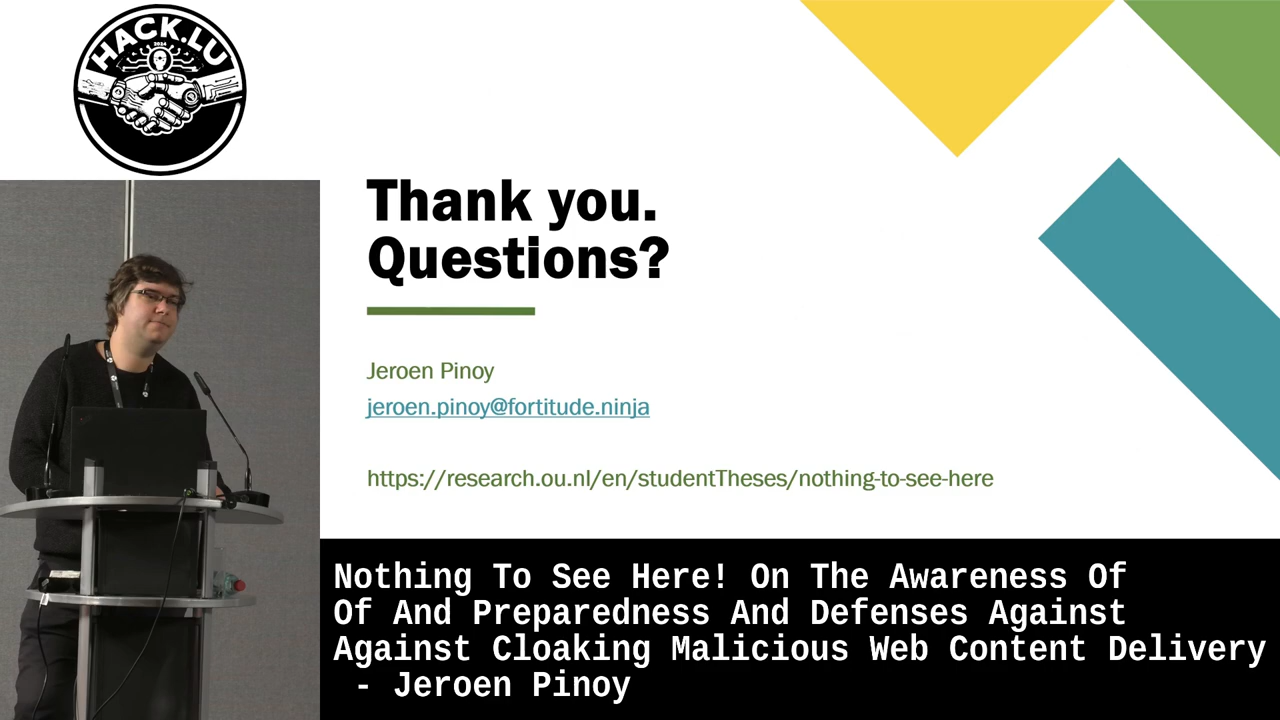 HACK.LU
2024
Thank you.
Questions?
Jeroen Pinoy
jeroen.pinoy@fortitude.ninja
https://research.ou.nl/en/studentTheses/nothing-to-see-here
Nothing To See Here! On The Awareness Of
Of And Preparedness And Defenses Against
Against Cloaking Malicious Web Content Delivery
- Jeroen Pinoy